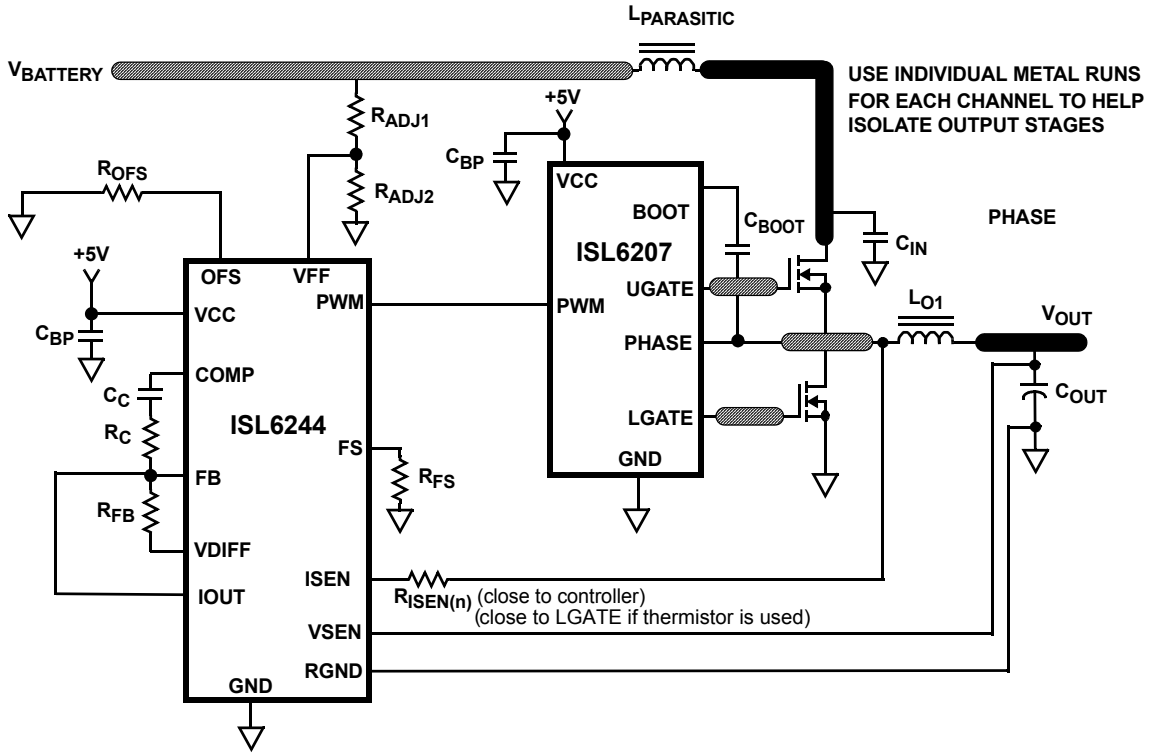 LPARASITIC
VBATTERY
USE INDIVIDUAL METAL RUNS
FOR EACH CHANNEL TO HELP
ISOLATE OUTPUT STAGES
+5V
RADJ1
CBP
ROFS
RADJ2
VCC
BOOT
CBOOT
PHASE
CIN
ISL6207
+5V
OFS
VFF
PWM
UGATE
PWM
LO1
VOUT
VCC
CBP
PHASE
COMP
CC
COUT
ISL6244
LGATE
RC
FS
GND
FB
RFS
RFB
VDIFF
ISEN
IOUT
RISEN(n) (close to controller)
(close to LGATE if thermistor is used)
VSEN
RGND
GND